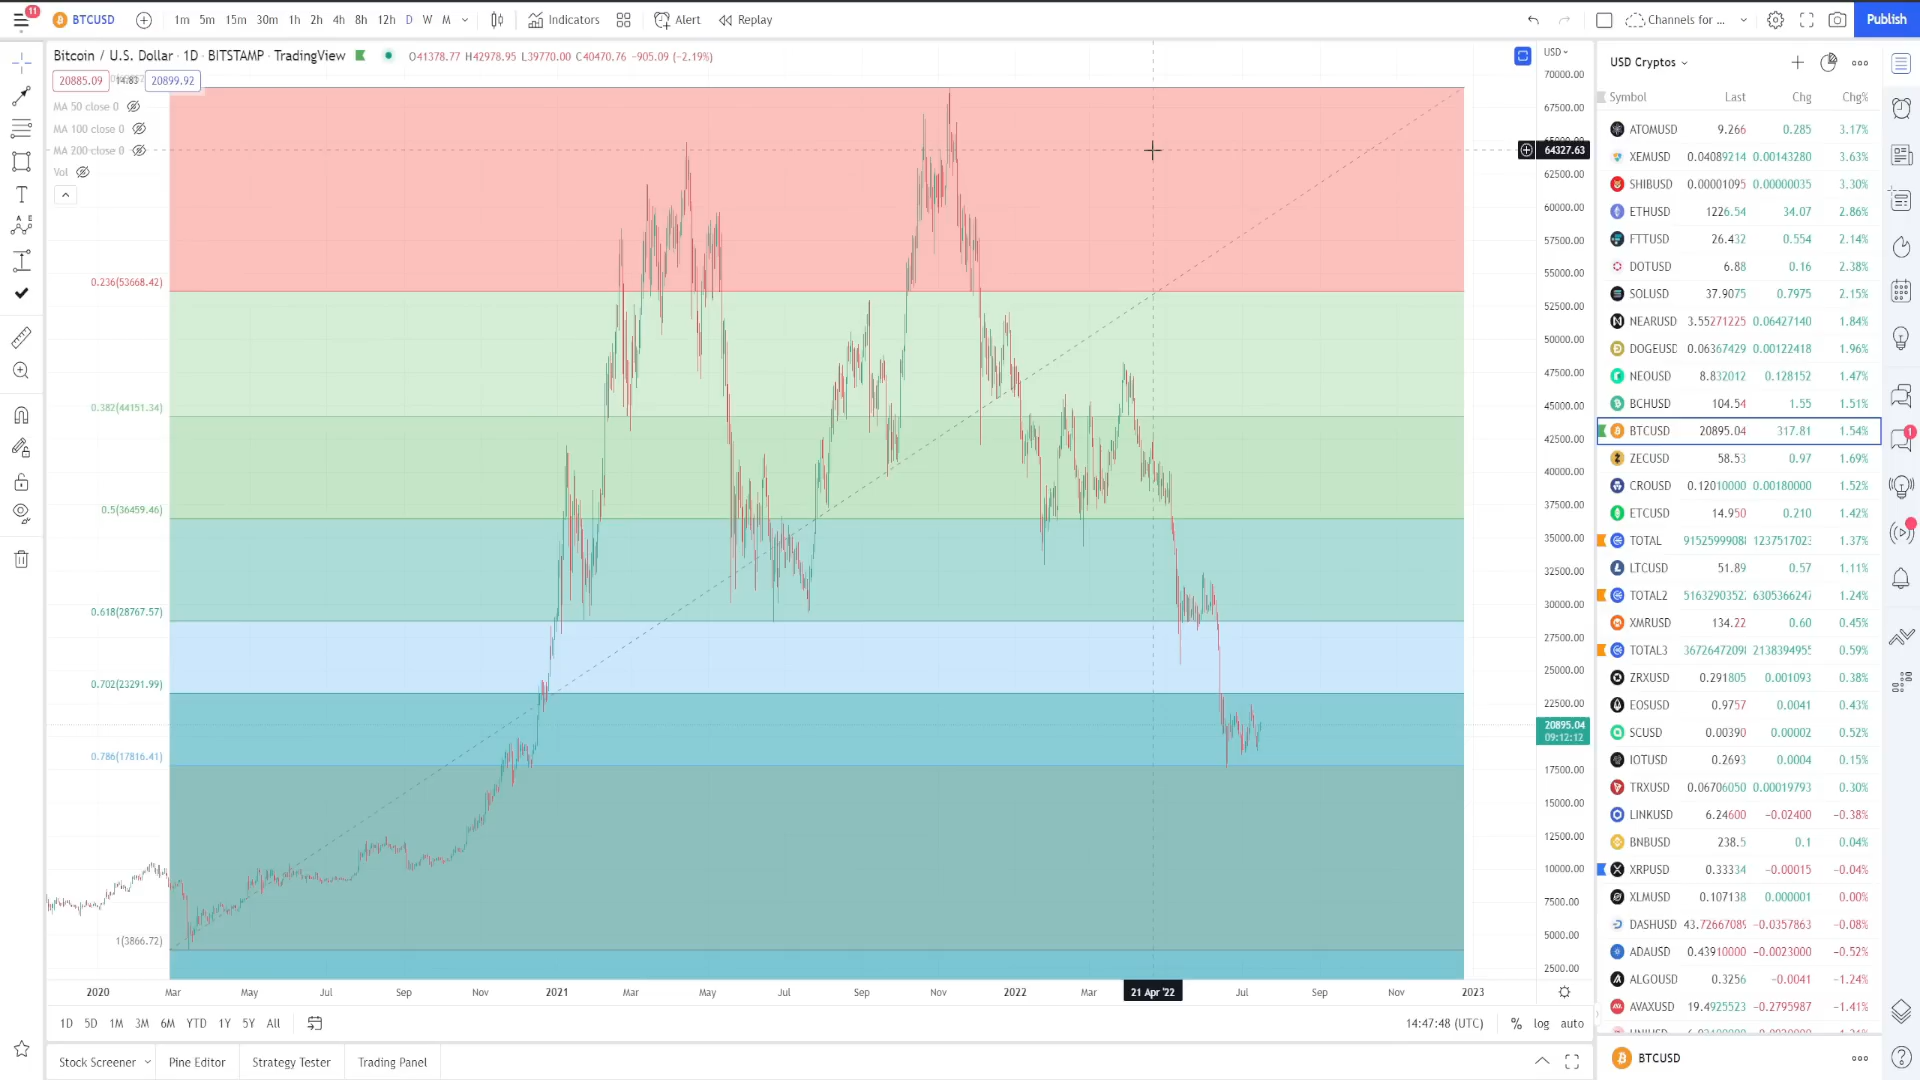 11
BTCUSD
1m 5m 15m 30m 1h 2h 4h 8h 12h D W M
Indicators
Alert
Replay
Channels for ...
Publish
Bitcoin / U.S. Dollar · 1D · BITSTAMP · TradingView
O41378.77 H42978.95 L39770.00 C40470.76 −905.09 (−2.19%)
20885.09 14.83 20899.92
MA 50 close 0
MA 100 close 0
MA 200 close 0
Vol
0.236(53668.42)
0.382(44151.34)
0.5(36459.46)
0.618(28767.57)
0.702(23291.99)
0.786(17816.41)
1(3866.72)
USD
70000.00
67500.00
64327.63
62500.00
60000.00
57500.00
55000.00
52500.00
50000.00
47500.00
45000.00
42500.00
40000.00
37500.00
35000.00
32500.00
30000.00
27500.00
25000.00
22500.00
20895.04
09:12:12
17500.00
15000.00
12500.00
10000.00
7500.00
5000.00
2500.00
2020 Mar May Jul Sep Nov 2021 Mar May Jul Sep Nov 2022 Mar 21 Apr '22 Jul Sep Nov 2023
1D 5D 1M 3M 6M YTD 1Y 5Y All
14:47:48 (UTC) % log auto
Stock Screener Pine Editor Strategy Tester Trading Panel
USD Cryptos
Symbol Last Chg Chg%
ATOMUSD 9.266 0.285 3.17%
XEMUSD 0.04089214 0.00143280 3.63%
SHIBUSD 0.00001095 0.00000035 3.30%
ETHUSD 1226.54 34.07 2.86%
FTTUSD 26.432 0.554 2.14%
DOTUSD 6.88 0.16 2.38%
SOLUSD 37.9075 0.7975 2.15%
NEARUSD 3.55271225 0.06427140 1.84%
DOGEUSD 0.06367429 0.00122418 1.96%
NEOUSD 8.832012 0.128152 1.47%
BCHUSD 104.54 1.55 1.51%
BTCUSD 20895.04 317.81 1.54%
ZECUSD 58.53 0.97 1.69%
CROUSD 0.12010000 0.00180000 1.52%
ETCUSD 14.950 0.210 1.42%
TOTAL 915259990 1237517023 1.37%
LTCUSD 51.89 0.57 1.11%
TOTAL2 516329035 6305366247 1.24%
XMRUSD 134.22 0.60 0.45%
TOTAL3 367264720 2138394955 0.59%
ZRXUSD 0.291805 0.001093 0.38%
EOSUSD 0.9757 0.0041 0.43%
SCUSD 0.00390 0.00002 0.52%
IOTUSD 0.2693 0.0004 0.15%
TRXUSD 0.06706050 0.00019793 0.30%
LINKUSD 6.24600 −0.02400 −0.38%
BNBUSD 238.5 0.1 0.04%
XRPUSD 0.33334 −0.00015 −0.04%
XLMUSD 0.107138 0.000001 0.00%
DASHUSD 43.7266708 −0.0357863 −0.08%
ADAUSD 0.43910000 −0.0023000 −0.52%
ALGOUSD 0.3256 −0.0041 −1.24%
AVAXUSD 19.4925523 −0.2795987 −1.41%
BTCUSD
1